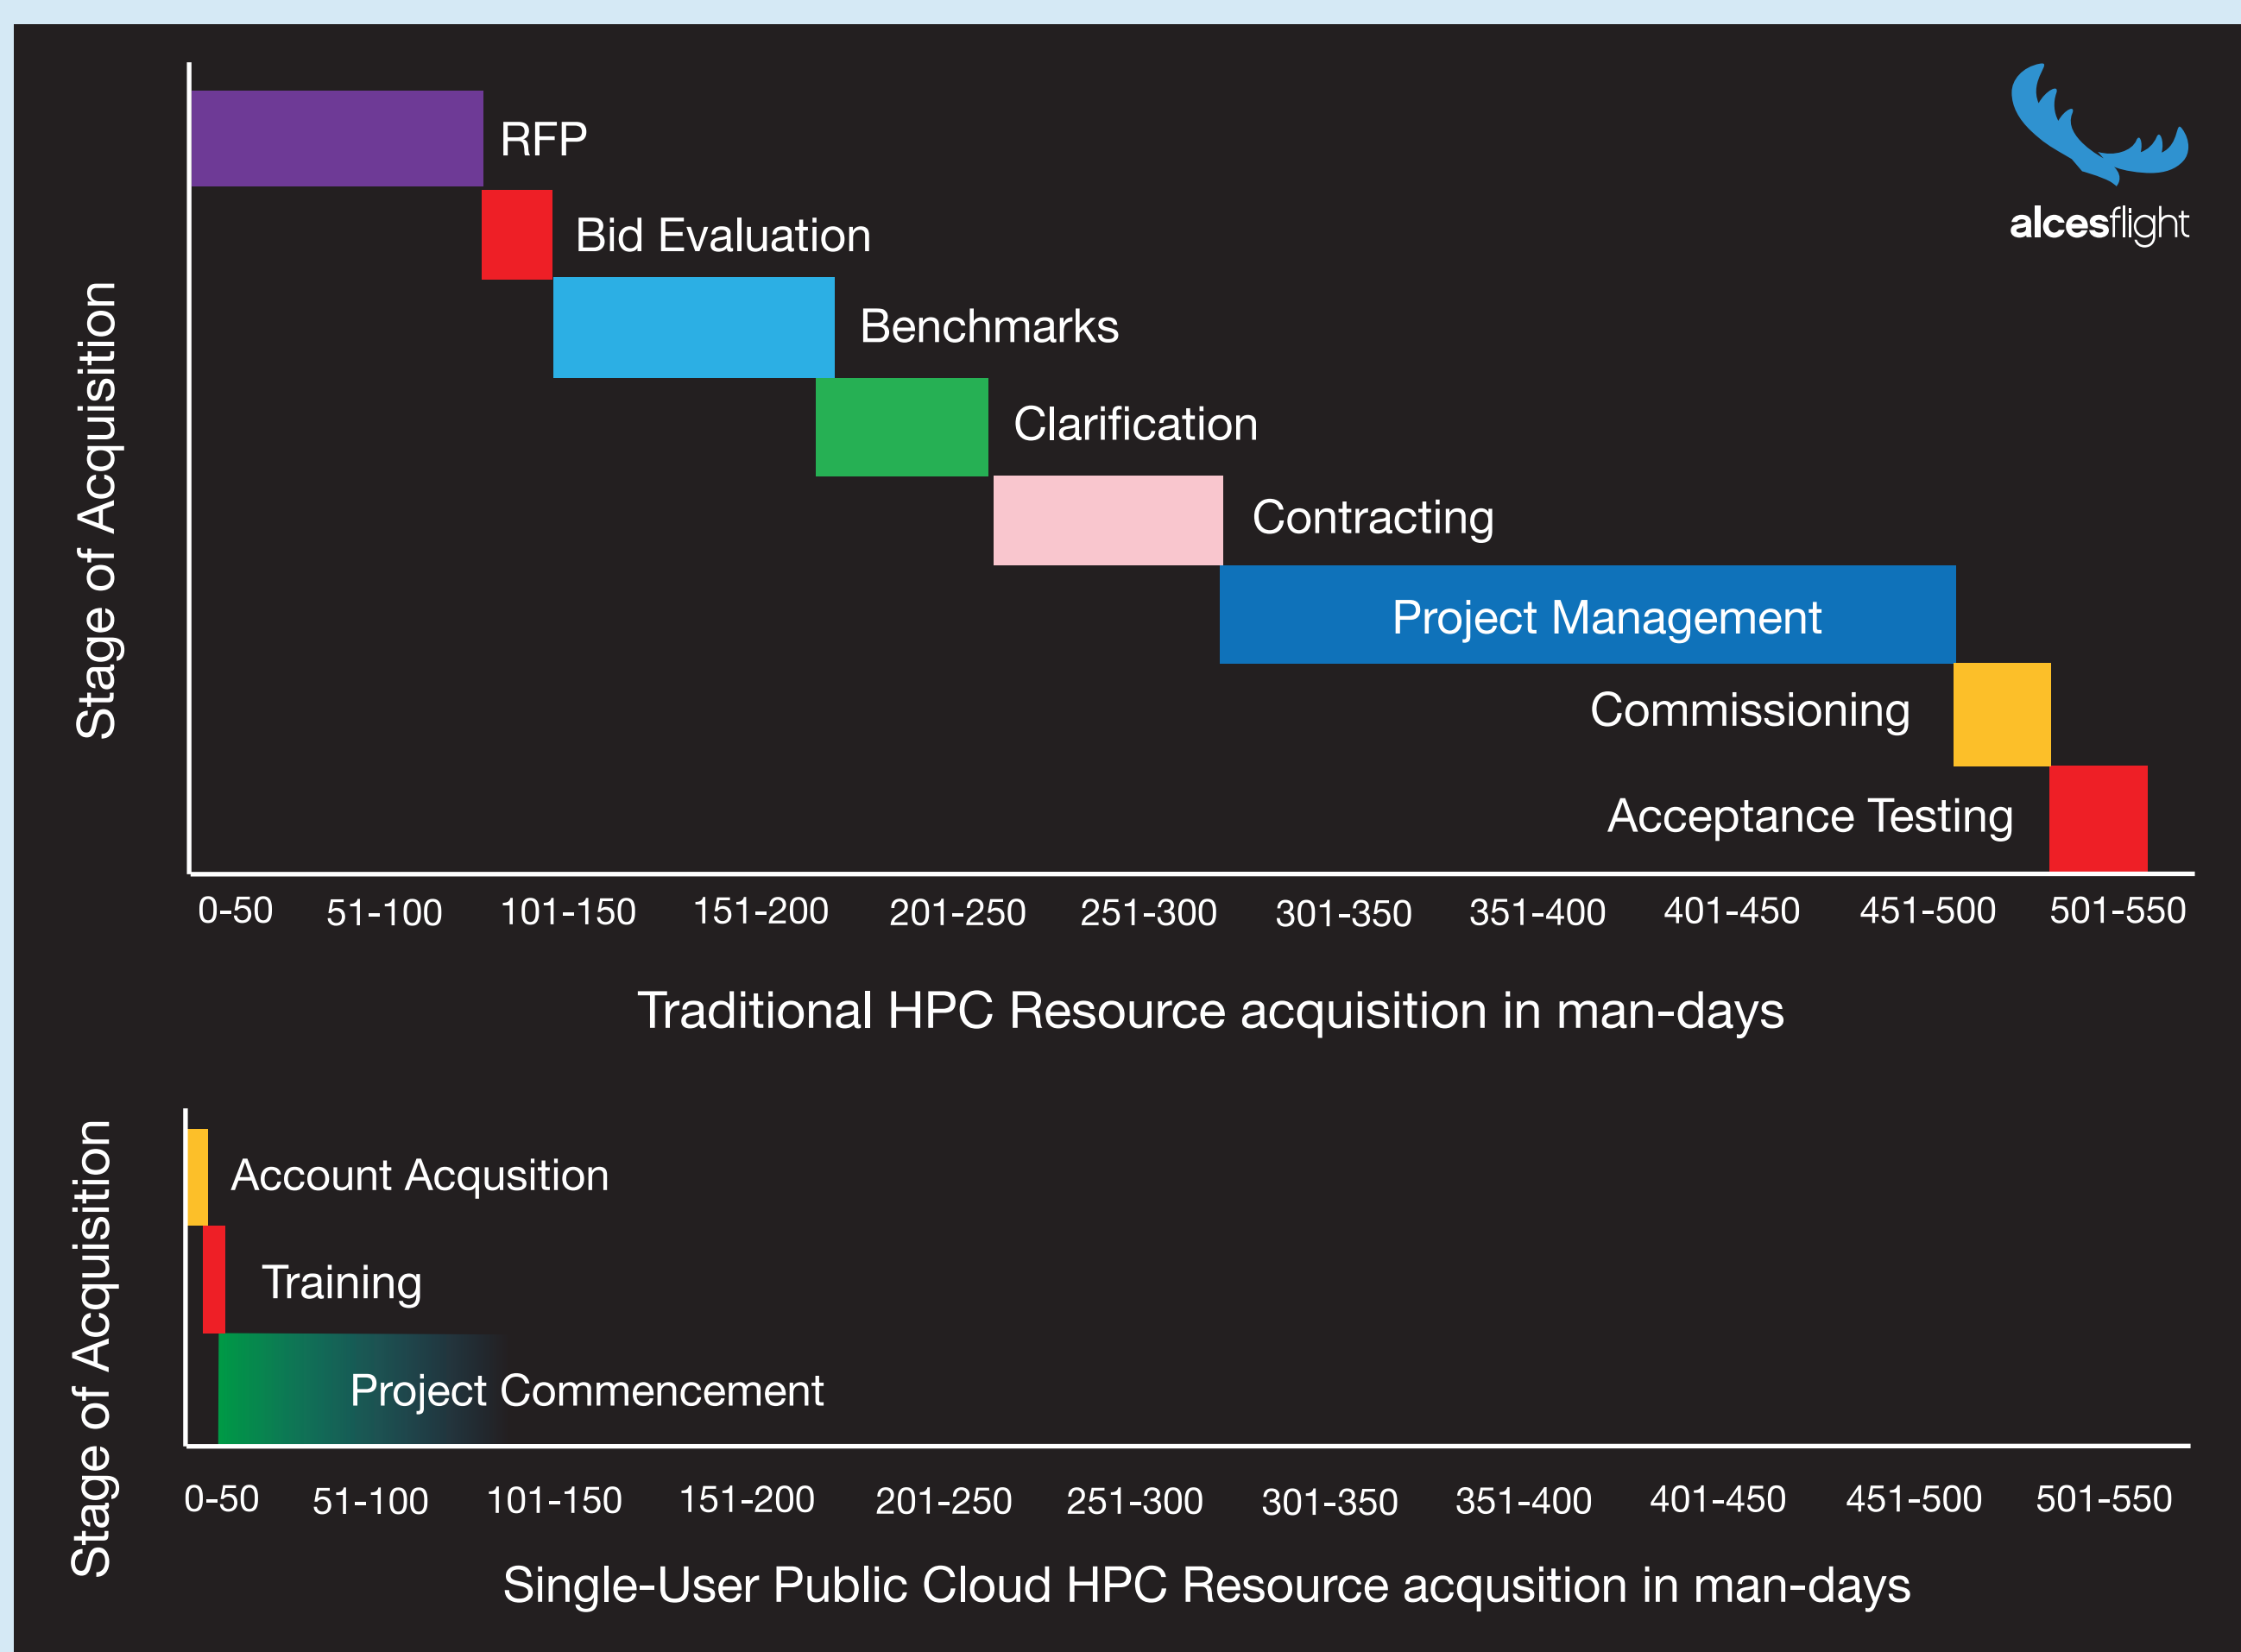 alcesflight
RFP
Bid Evaluation
Benchmarks
Clarification
Contracting
Project Management
Commissioning
Acceptance Testing
Stage of Acquisition
0-50 51-100 101-150 151-200 201-250 251-300 301-350 351-400 401-450 451-500 501-550
Traditional HPC Resource acquisition in man-days
Account Acqusition
Training
Project Commencement
Stage of Acquisition
0-50 51-100 101-150 151-200 201-250 251-300 301-350 351-400 401-450 451-500 501-550
Single-User Public Cloud HPC Resource acqusition in man-days